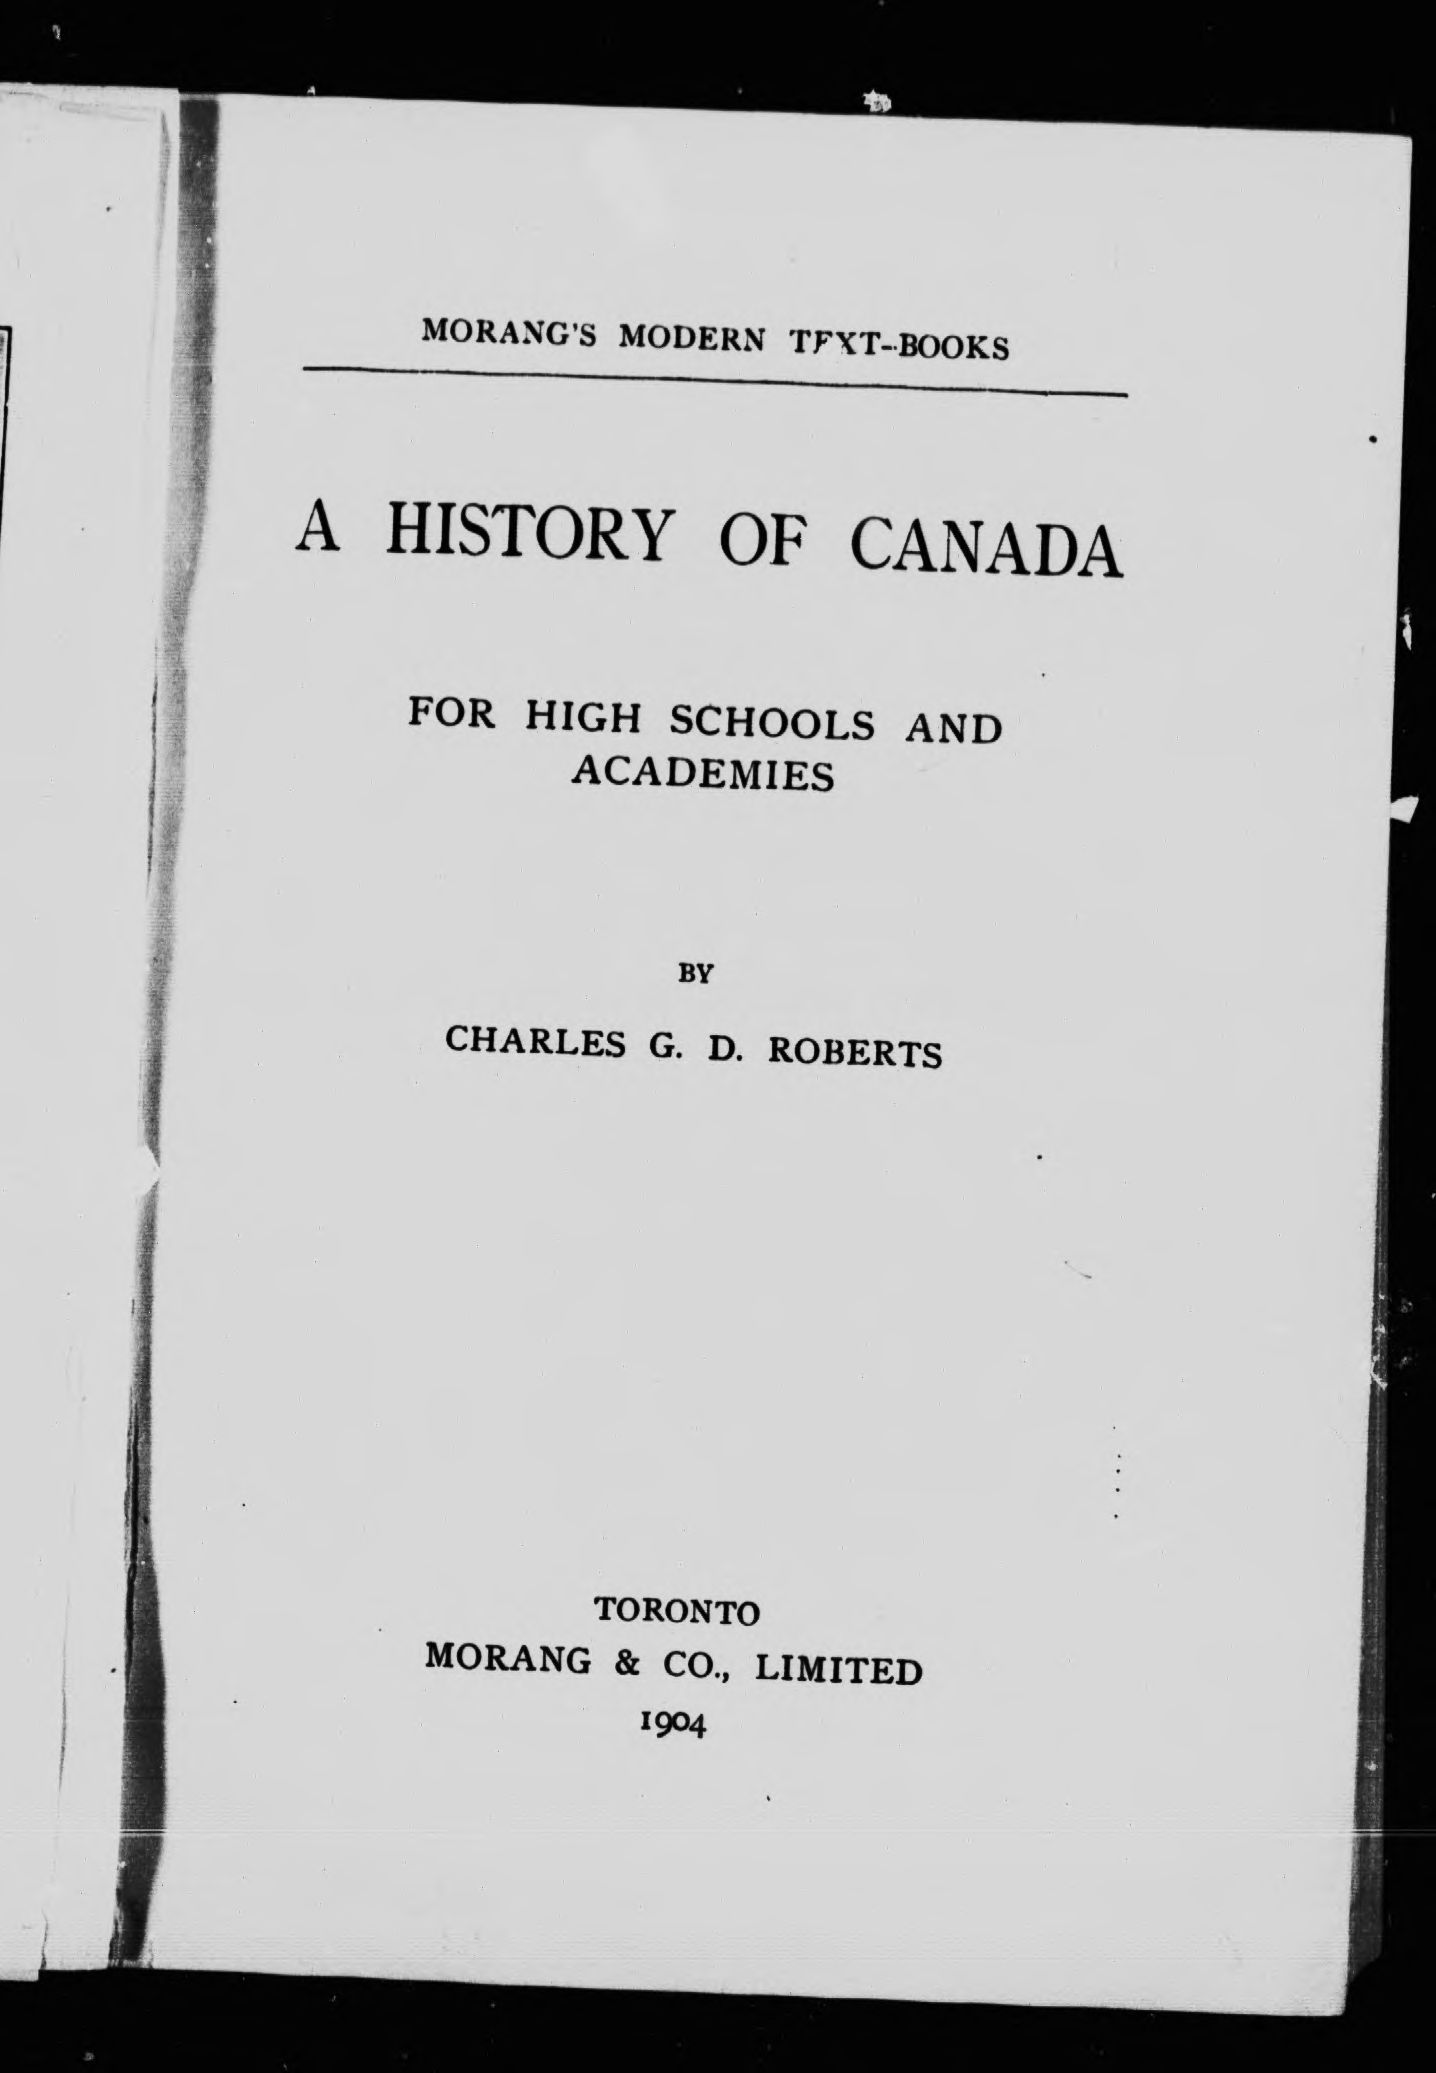 MORANG'S MODERN TEXT-BOOKS
A HISTORY OF CANADA
FOR HIGH SCHOOLS AND
ACADEMIES
BY
CHARLES G. D. ROBERTS
TORONTO
MORANG & CO., LIMITED
1904